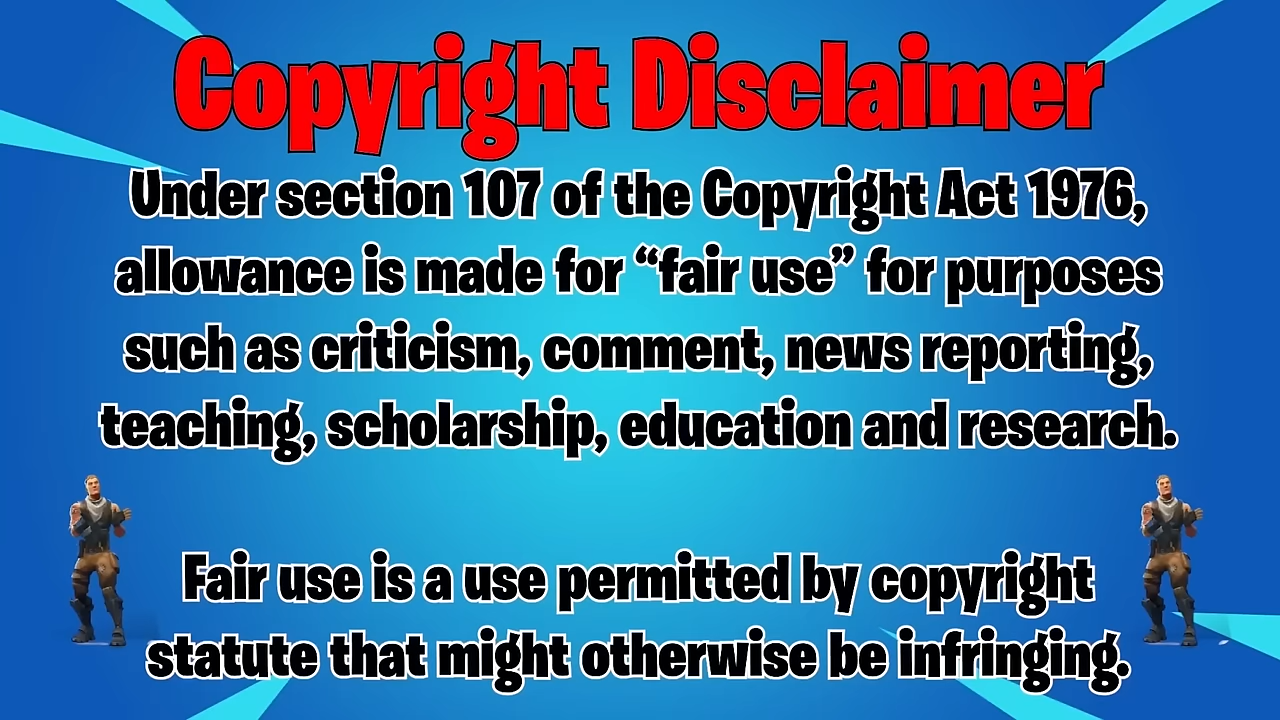 Copyright Disclaimer
Under section 107 of the Copyright Act 1976,
allowance is made for “fair use” for purposes
such as criticism, comment, news reporting,
teaching, scholarship, education and research.
Fair use is a use permitted by copyright
statute that might otherwise be infringing.